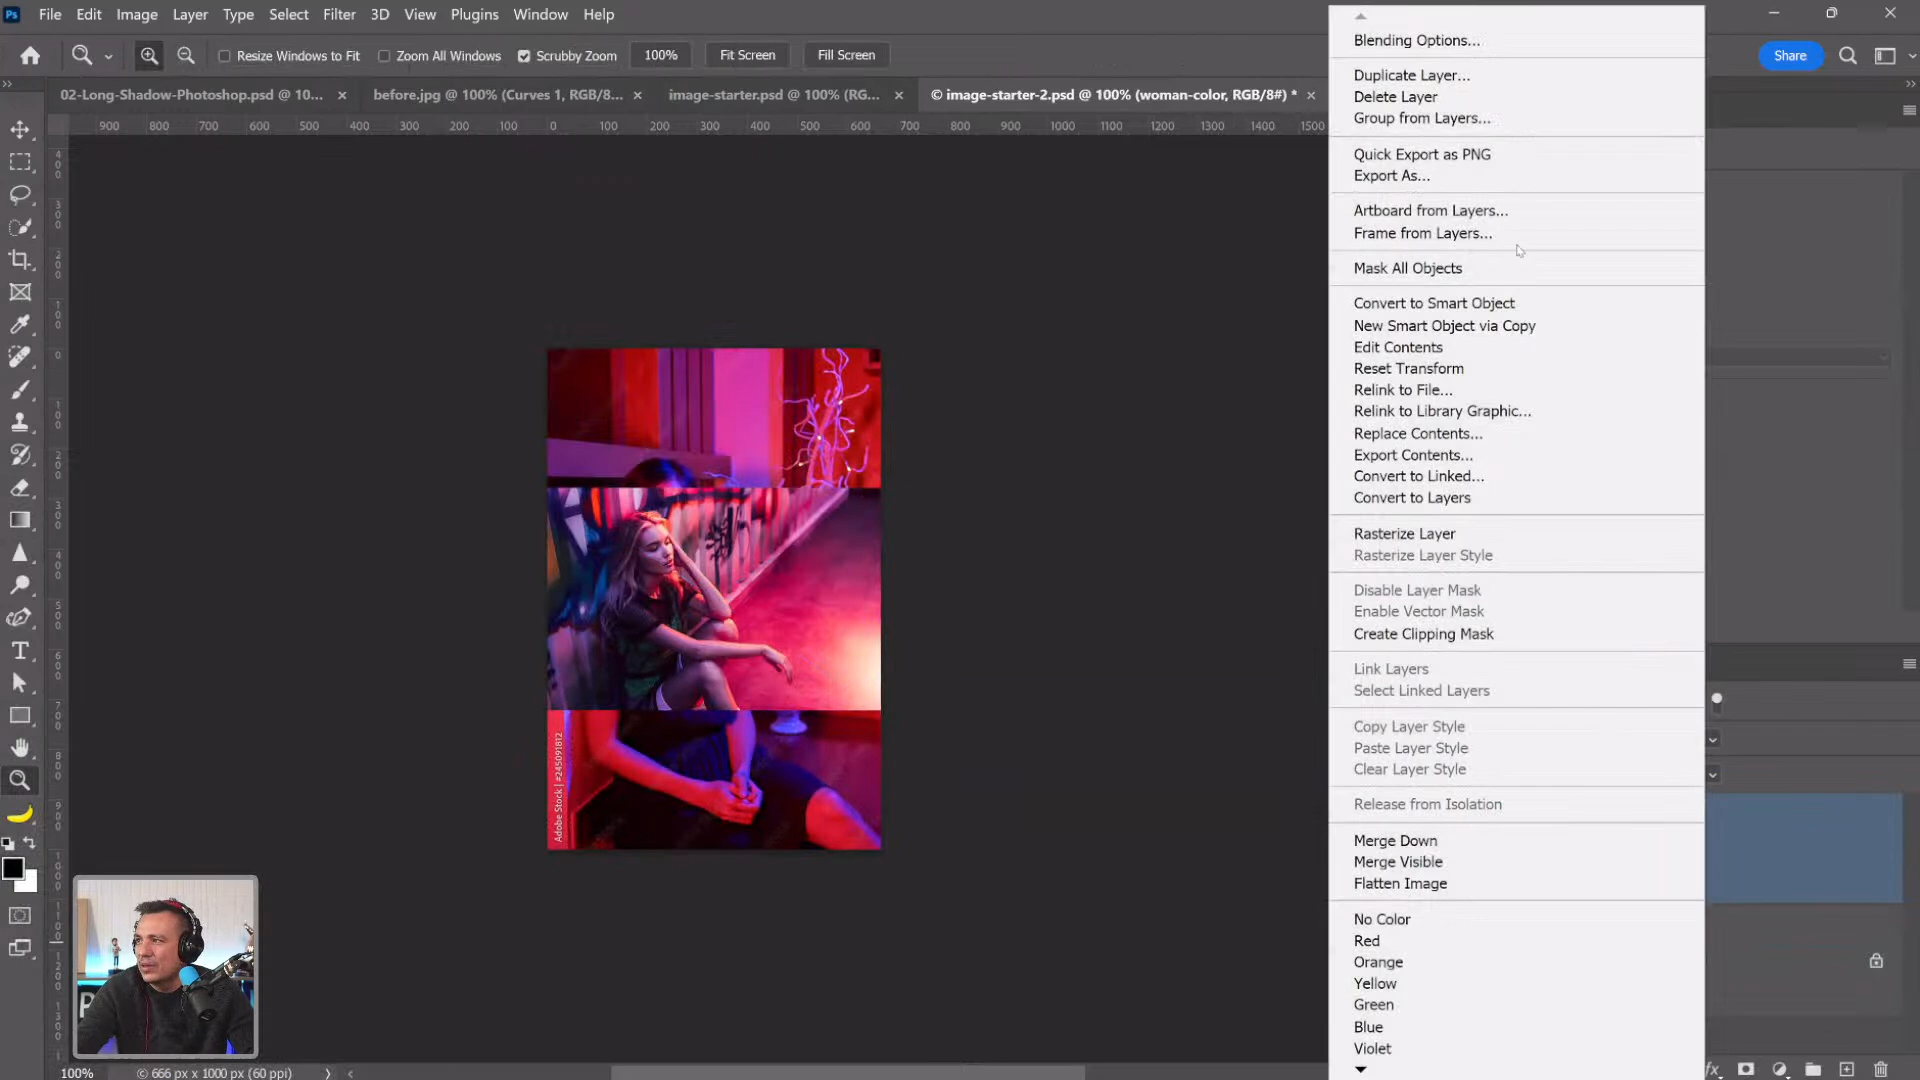 Ps File Edit Image Layer Type Select Filter 3D View Plugins Window Help
Resize Windows to Fit Zoom All Windows Scrubby Zoom 100% Fit Screen Fill Screen Share
02-Long-Shadow-Photoshop.psd @ 10... × before.jpg @ 100% (Curves 1, RGB/8... × image-starter.psd @ 100% (RG... × © image-starter-2.psd @ 100% (woman-color, RGB/8#) * ×
900 800 700 600 500 400 300 200 100 0 100 200 300 400 500 600 700 800 900 1000 1100 1200 1300 1400 1500
Blending Options...
Duplicate Layer...
Delete Layer
Group from Layers...
Quick Export as PNG
Export As...
Artboard from Layers...
Frame from Layers...
Mask All Objects
Convert to Smart Object
New Smart Object via Copy
Edit Contents
Reset Transform
Relink to File...
Relink to Library Graphic...
Replace Contents...
Export Contents...
Convert to Linked...
Convert to Layers
Rasterize Layer
Rasterize Layer Style
Disable Layer Mask
Enable Vector Mask
Create Clipping Mask
Link Layers
Select Linked Layers
Copy Layer Style
Paste Layer Style
Clear Layer Style
Release from Isolation
Merge Down
Merge Visible
Flatten Image
No Color
Red
Orange
Yellow
Green
Blue
Violet
Adobe Stock | #245091812
100% © 666 px x 1000 px (60 ppi)